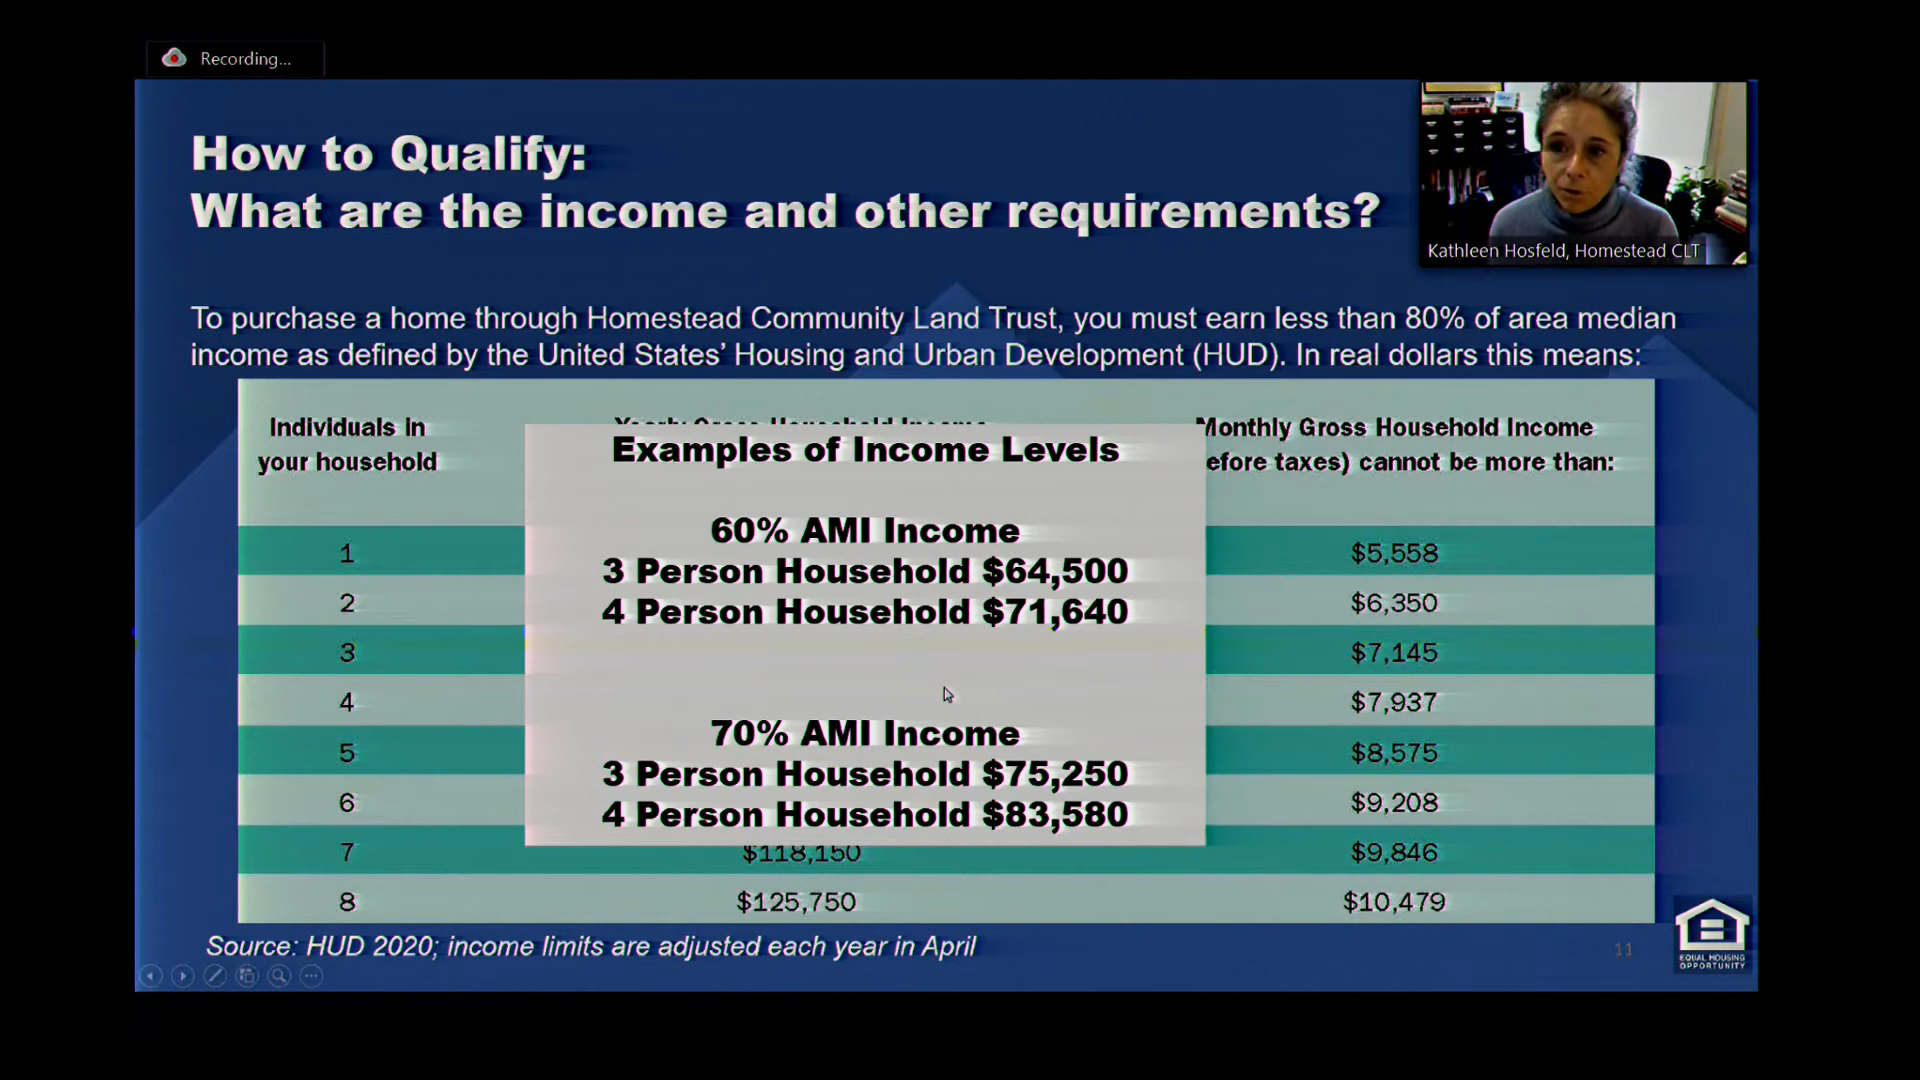 Recording...
How to Qualify:
What are the income and other requirements?
Kathleen Hosfeld, Homestead CLT
To purchase a home through Homestead Community Land Trust, you must earn less than 80% of area median
income as defined by the United States' Housing and Urban Development (HUD). In real dollars this means:
Individuals in
your household
Yearly Gross Household Income
Monthly Gross Household Income
efore taxes) cannot be more than:
Examples of Income Levels
60% AMI Income
3 Person Household $64,500
4 Person Household $71,640
70% AMI Income
3 Person Household $75,250
4 Person Household $83,580
1 $5,558
2 $6,350
3 $7,145
4 $7,937
5 $8,575
6 $9,208
7 $118,150 $9,846
8 $125,750 $10,479
Source: HUD 2020; income limits are adjusted each year in April
11
EQUAL HOUSING
OPPORTUNITY